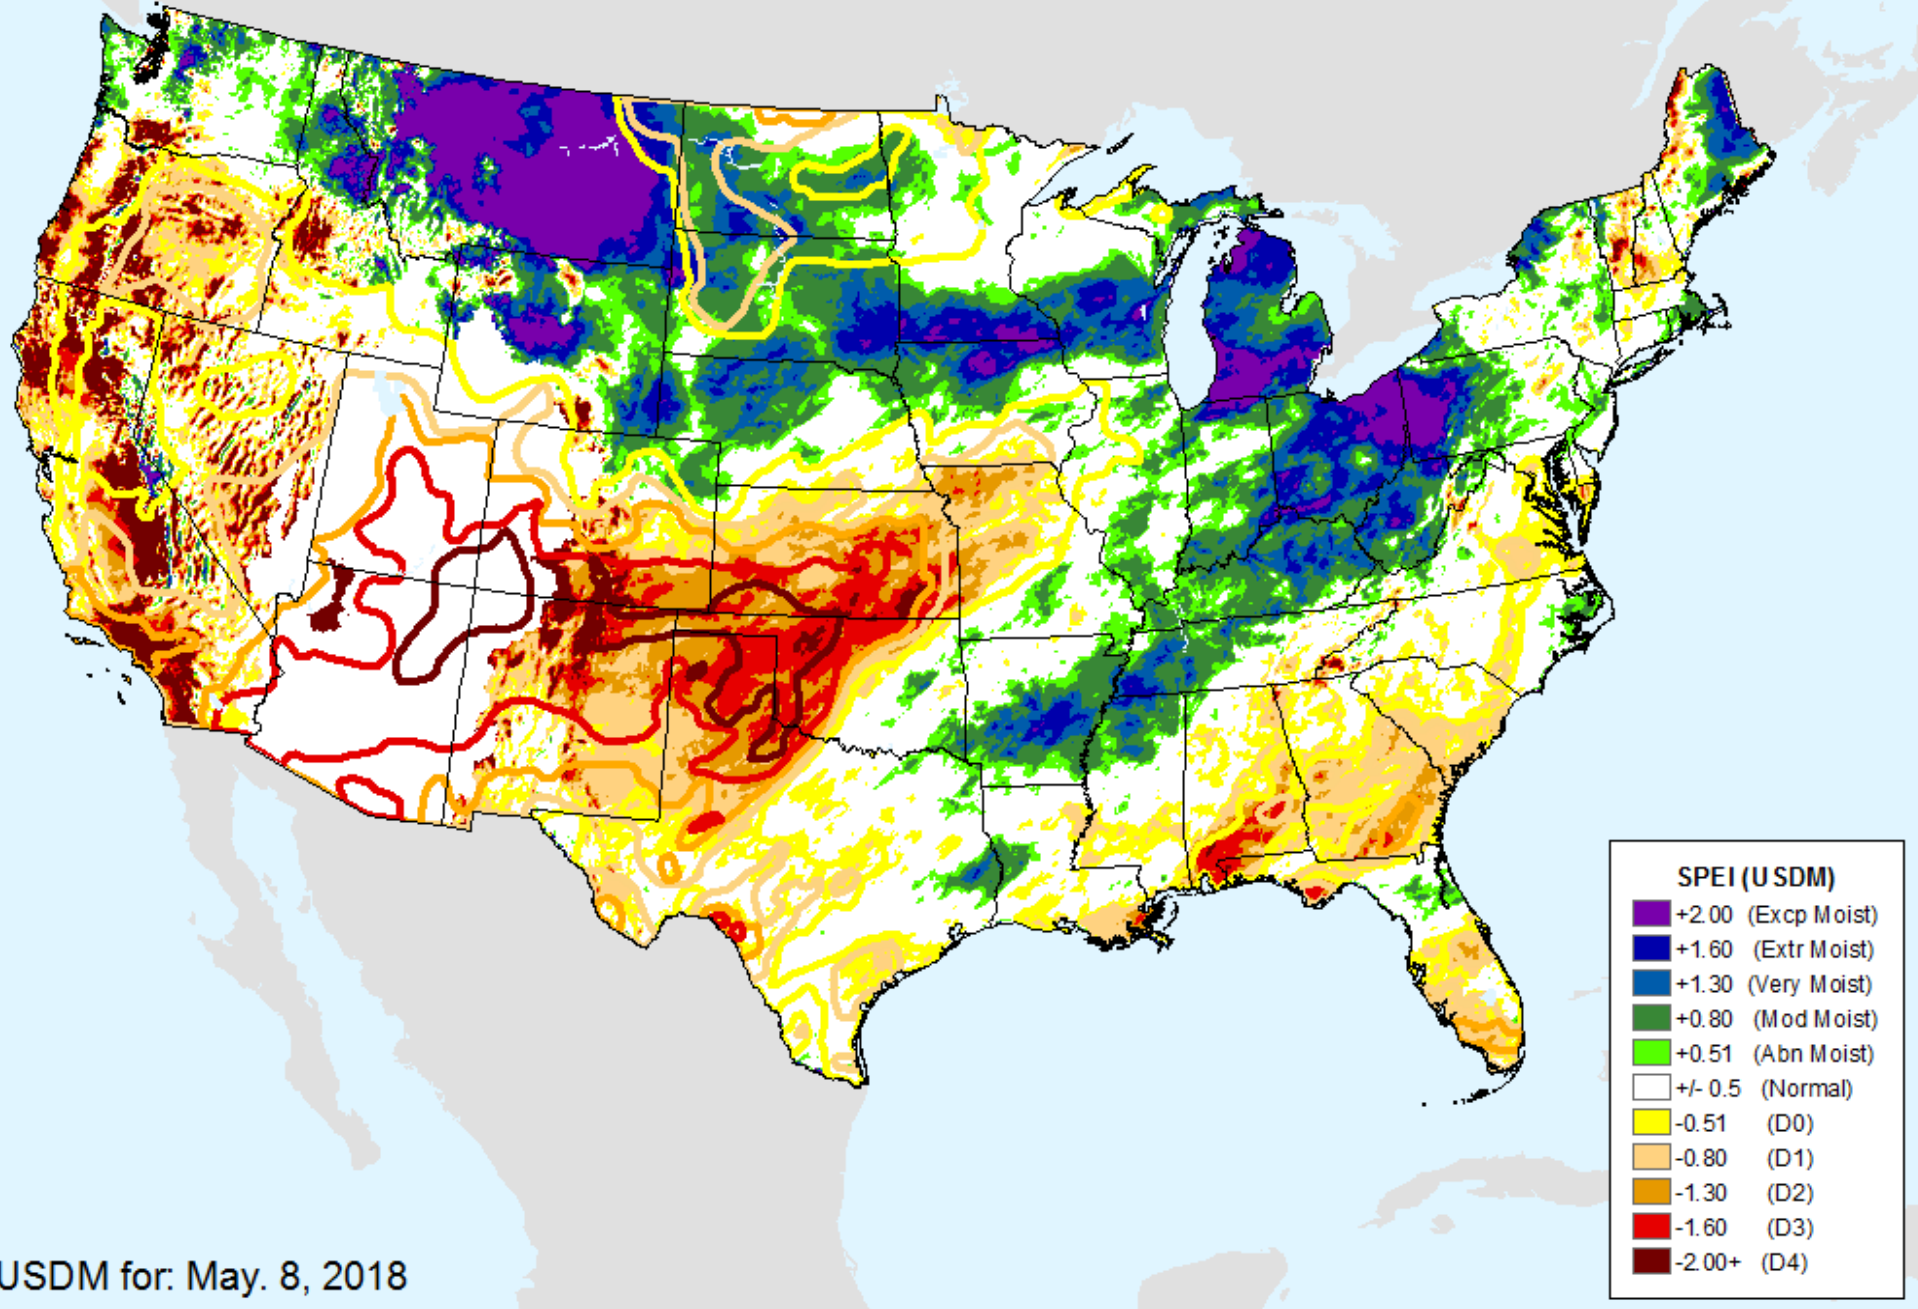 SPEI (USDM)
+2.00 (Excp Moist)
+1.60 (Extr Moist)
+1.30 (Very Moist)
+0.80 (Mod Moist)
+0.51 (Abn Moist)
+/- 0.5 (Normal)
-0.51 (D0)
-0.80 (D1)
-1.30 (D2)
-1.60 (D3)
-2.00+ (D4)
USDM for: May. 8, 2018